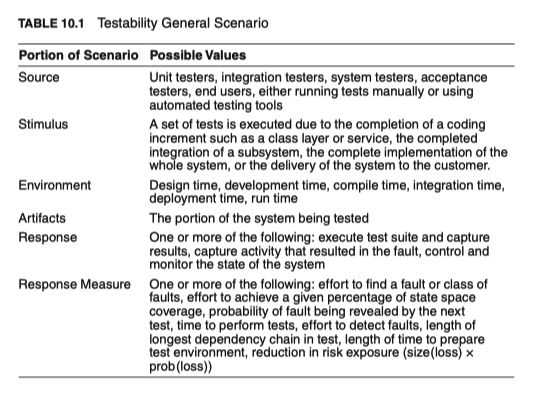 TABLE 10.1 Testability General Scenario
Portion of Scenario Possible Values
Source Unit testers, integration testers, system testers, acceptance
testers, end users, either running tests manually or using
automated testing tools
Stimulus A set of tests is executed due to the completion of a coding
increment such as a class layer or service, the completed
integration of a subsystem, the complete implementation of the
whole system, or the delivery of the system to the customer.
Environment Design time, development time, compile time, integration time,
deployment time, run time
Artifacts The portion of the system being tested
Response One or more of the following: execute test suite and capture
results, capture activity that resulted in the fault, control and
monitor the state of the system
Response Measure One or more of the following: effort to find a fault or class of
faults, effort to achieve a given percentage of state space
coverage, probability of fault being revealed by the next
test, time to perform tests, effort to detect faults, length of
longest dependency chain in test, length of time to prepare
test environment, reduction in risk exposure (size(loss) ×
prob(loss))